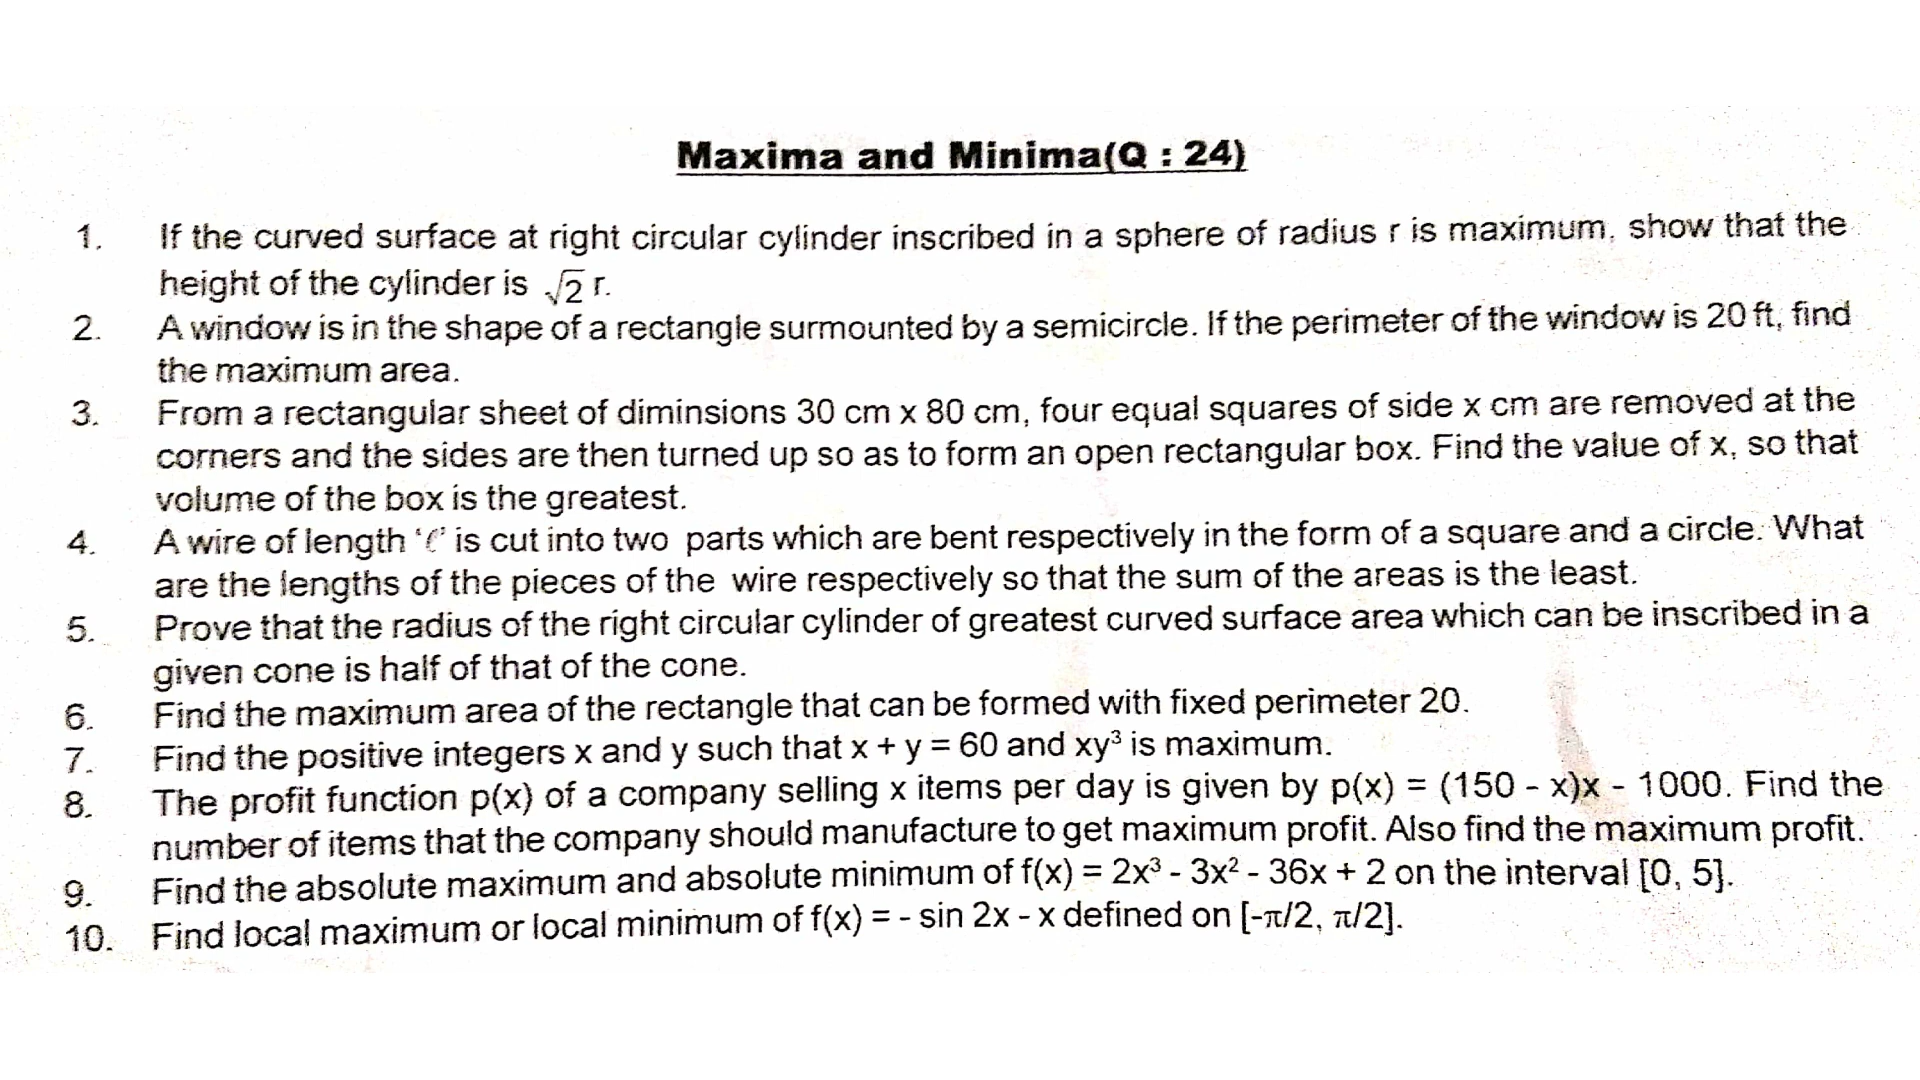 Maxima and Minima(Q : 24)
1. If the curved surface at right circular cylinder inscribed in a sphere of radius r is maximum, show that the
height of the cylinder is √2 r.
2. A window is in the shape of a rectangle surmounted by a semicircle. If the perimeter of the window is 20 ft, find
the maximum area.
3. From a rectangular sheet of diminsions 30 cm x 80 cm, four equal squares of side x cm are removed at the
corners and the sides are then turned up so as to form an open rectangular box. Find the value of x, so that
volume of the box is the greatest.
4. A wire of length 'ℓ' is cut into two parts which are bent respectively in the form of a square and a circle. What
are the lengths of the pieces of the wire respectively so that the sum of the areas is the least.
5. Prove that the radius of the right circular cylinder of greatest curved surface area which can be inscribed in a
given cone is half of that of the cone.
6. Find the maximum area of the rectangle that can be formed with fixed perimeter 20.
7. Find the positive integers x and y such that x + y = 60 and xy³ is maximum.
8. The profit function p(x) of a company selling x items per day is given by p(x) = (150 - x)x - 1000. Find the
number of items that the company should manufacture to get maximum profit. Also find the maximum profit.
9. Find the absolute maximum and absolute minimum of f(x) = 2x³ - 3x² - 36x + 2 on the interval [0, 5].
10. Find local maximum or local minimum of f(x) = - sin 2x - x defined on [-π/2, π/2].